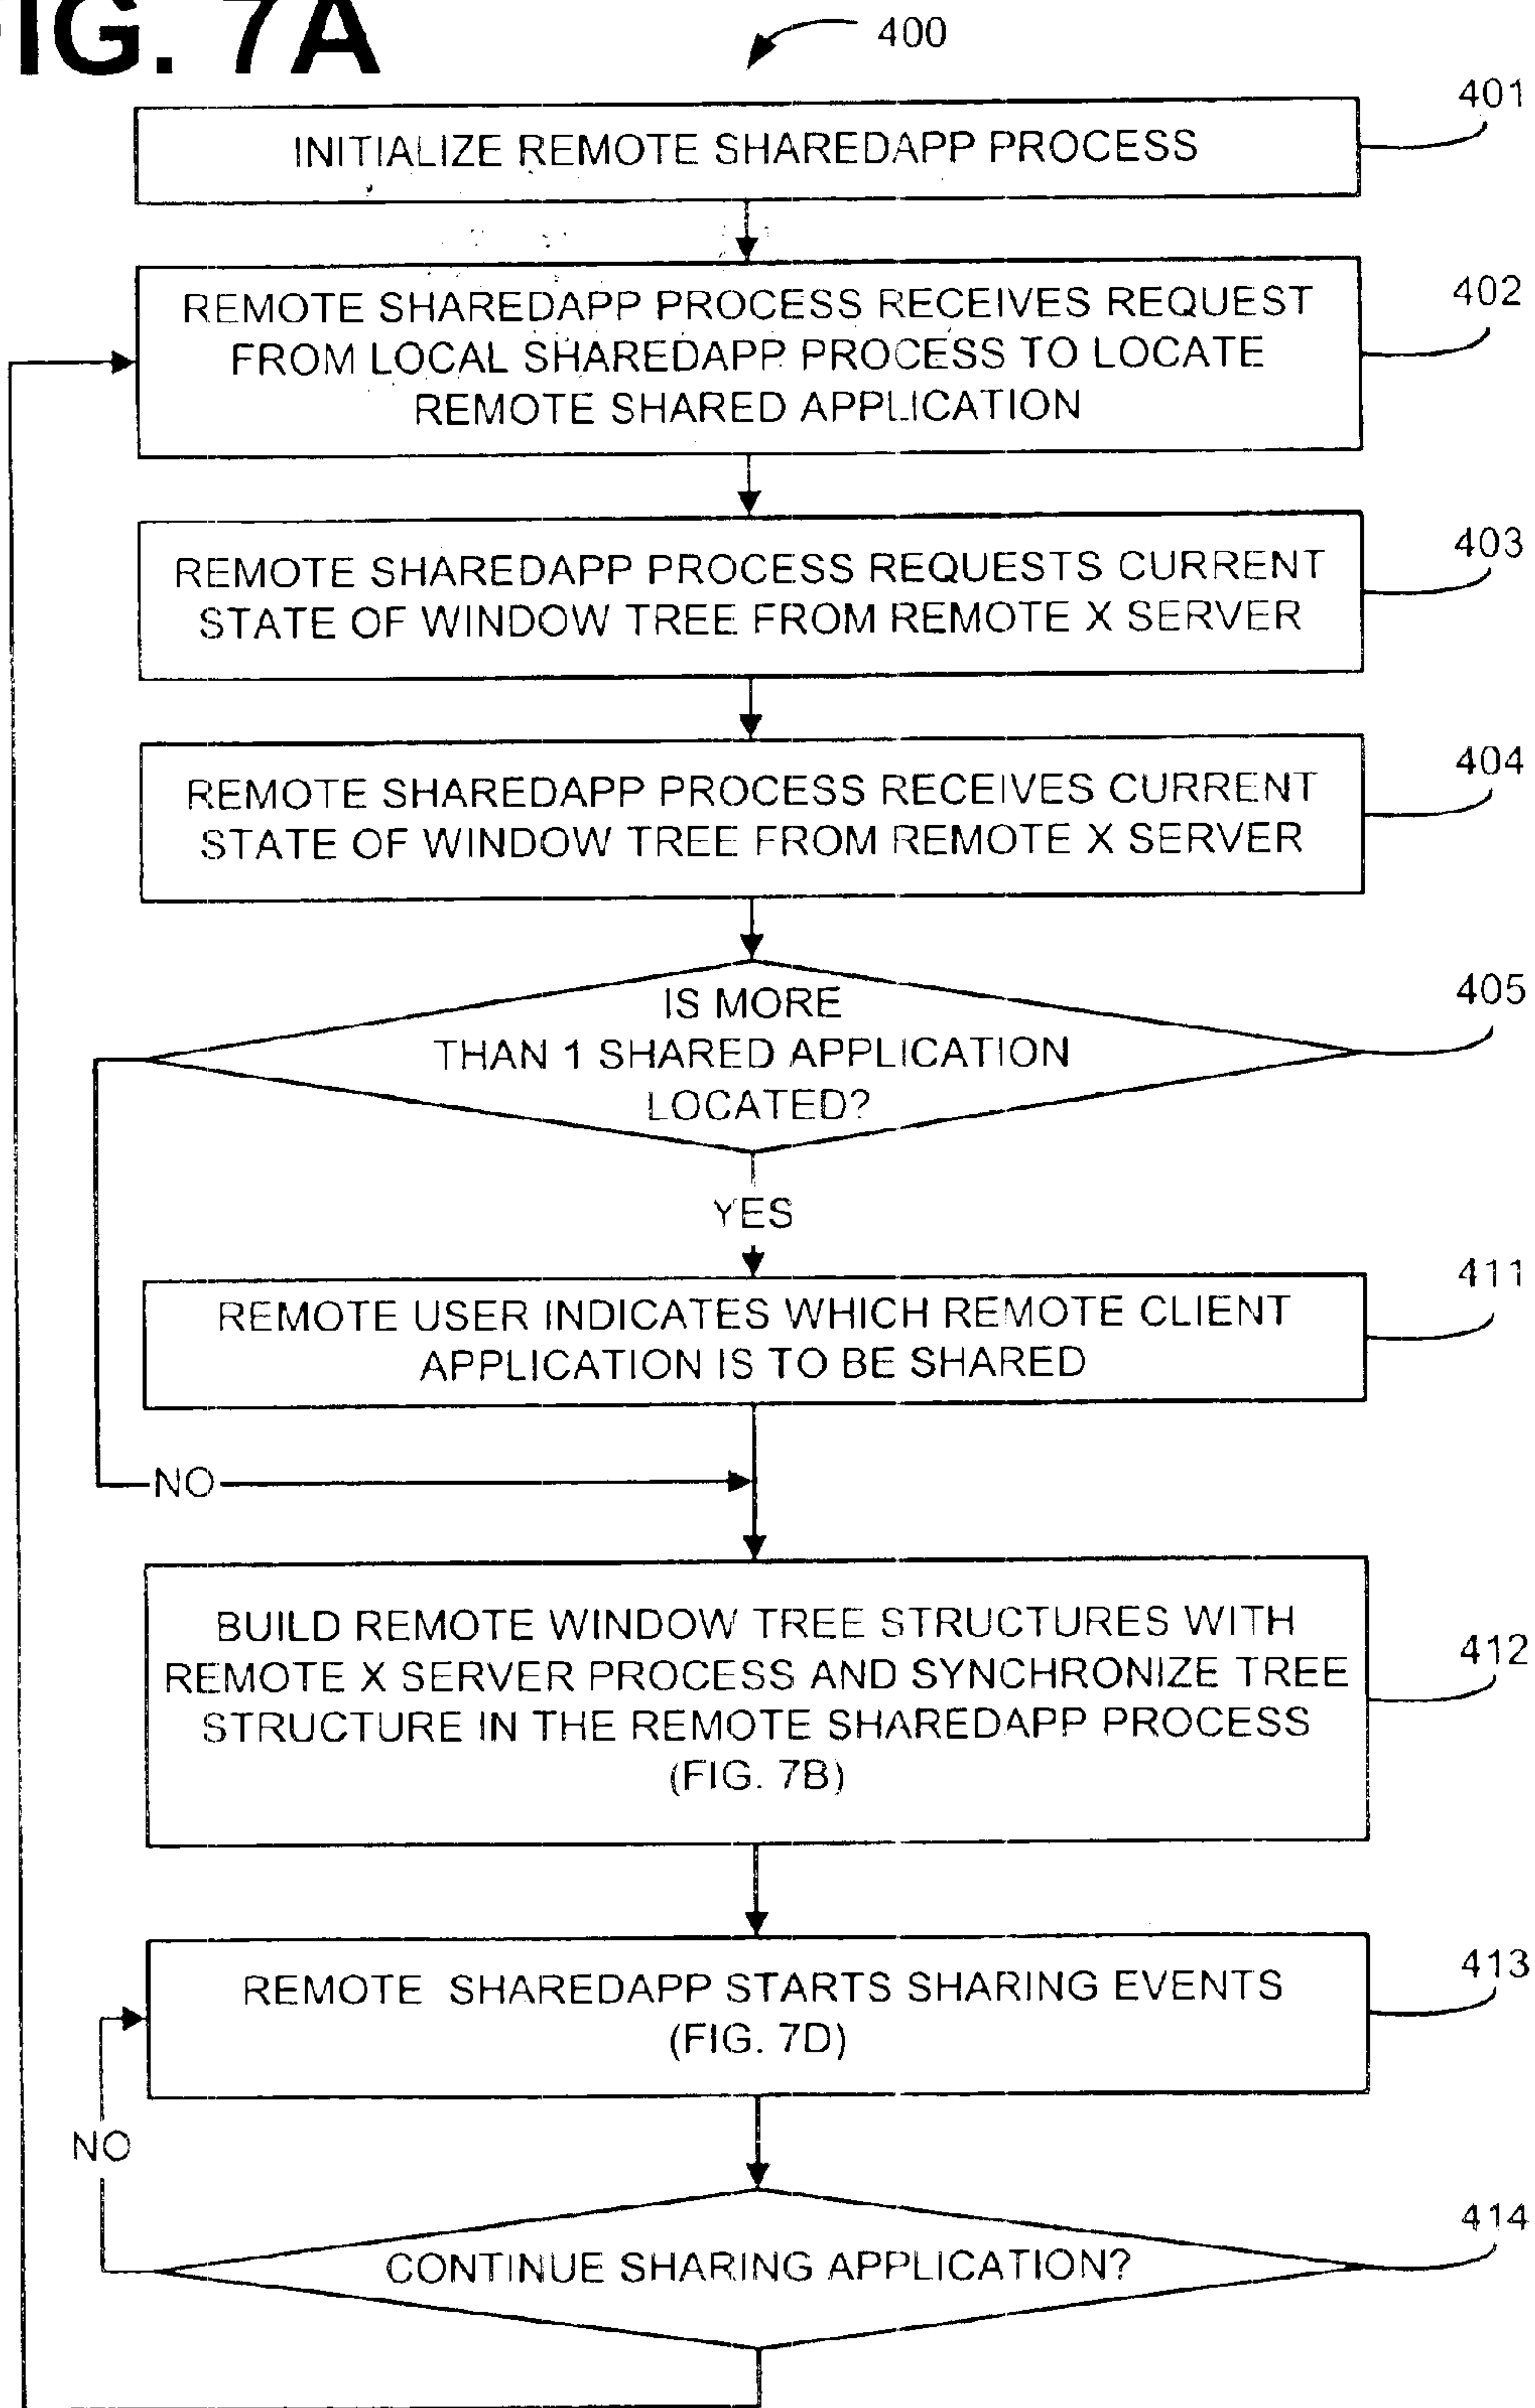 FIG. 7A
400
401
INITIALIZE REMOTE SHAREDAPP PROCESS
402
REMOTE SHAREDAPP PROCESS RECEIVES REQUEST
FROM LOCAL SHAREDAPP PROCESS TO LOCATE
REMOTE SHARED APPLICATION
403
REMOTE SHAREDAPP PROCESS REQUESTS CURRENT
STATE OF WINDOW TREE FROM REMOTE X SERVER
404
REMOTE SHAREDAPP PROCESS RECEIVES CURRENT
STATE OF WINDOW TREE FROM REMOTE X SERVER
405
IS MORE
THAN 1 SHARED APPLICATION
LOCATED?
YES
411
REMOTE USER INDICATES WHICH REMOTE CLIENT
APPLICATION IS TO BE SHARED
NO
412
BUILD REMOTE WINDOW TREE STRUCTURES WITH
REMOTE X SERVER PROCESS AND SYNCHRONIZE TREE
STRUCTURE IN THE REMOTE SHAREDAPP PROCESS
(FIG. 7B)
413
REMOTE SHAREDAPP STARTS SHARING EVENTS
(FIG. 7D)
NO
414
CONTINUE SHARING APPLICATION?